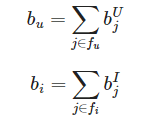 b_u = \sum_{j \in f_u} b_j^U
b_i = \sum_{j \in f_i} b_j^I